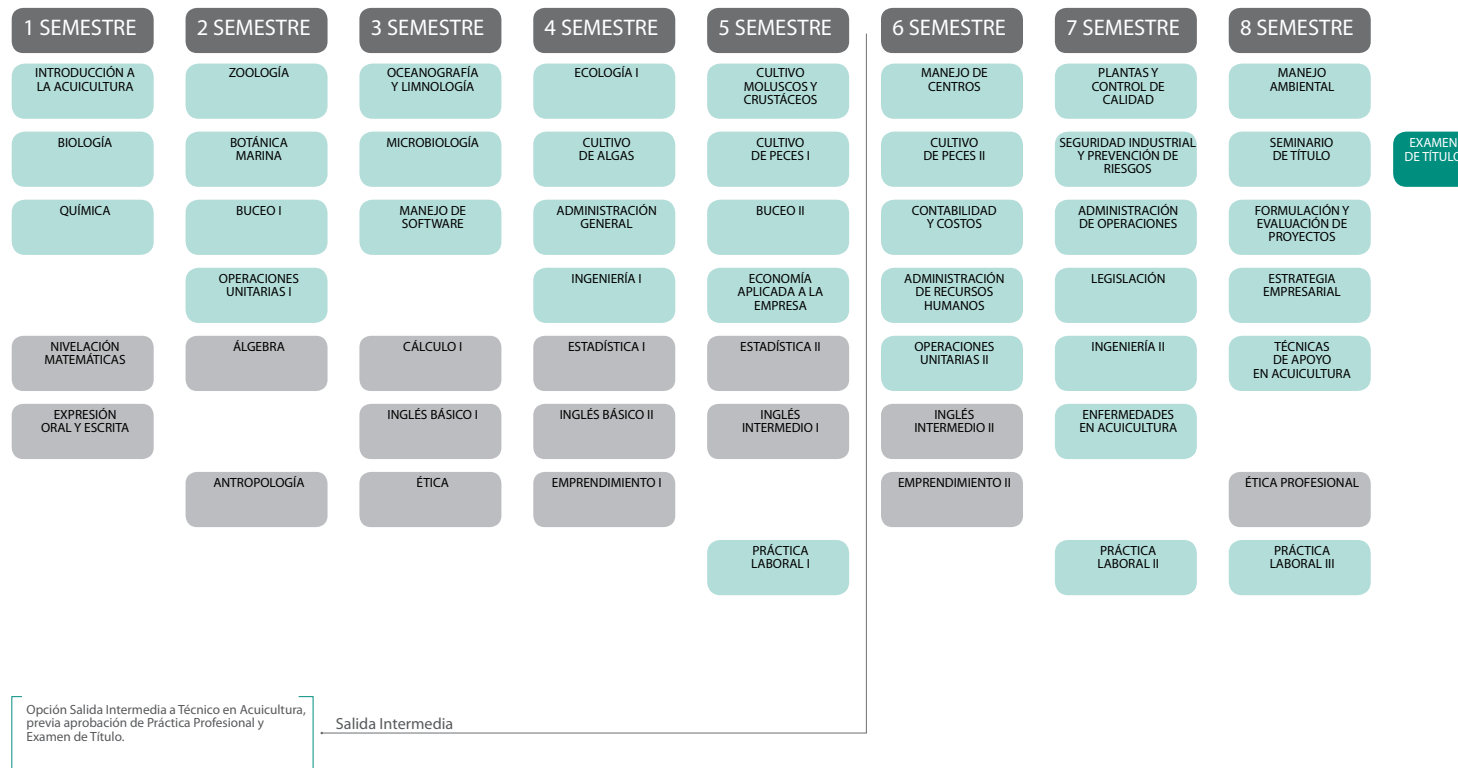 1 SEMESTRE
2 SEMESTRE
3 SEMESTRE
4 SEMESTRE
5 SEMESTRE
6 SEMESTRE
7 SEMESTRE
8 SEMESTRE
INTRODUCCIÓN A
LA ACUICULTURA
ZOOLOGÍA
OCEANOGRAFÍA
Y LIMNOLOGÍA
ECOLOGÍA I
CULTIVO
MOLUSCOS Y
CRUSTÁCEOS
MANEJO DE
CENTROS
PLANTAS Y
CONTROL DE
CALIDAD
MANEJO
AMBIENTAL
BIOLOGÍA
BOTÁNICA
MARINA
MICROBIOLOGÍA
CULTIVO
DE ALGAS
CULTIVO
DE PECES I
CULTIVO
DE PECES II
SEGURIDAD INDUSTRIAL
Y PREVENCIÓN DE
RIESGOS
SEMINARIO
DE TÍTULO
EXAMEN
DE TÍTULO
QUÍMICA
BUCEO I
MANEJO DE
SOFTWARE
ADMINISTRACIÓN
GENERAL
BUCEO II
CONTABILIDAD
Y COSTOS
ADMINISTRACIÓN
DE OPERACIONES
FORMULACIÓN Y
EVALUACIÓN DE
PROYECTOS
OPERACIONES
UNITARIAS I
INGENIERÍA I
ECONOMÍA
APLICADA A LA
EMPRESA
ADMINISTRACIÓN
DE RECURSOS
HUMANOS
LEGISLACIÓN
ESTRATEGIA
EMPRESARIAL
NIVELACIÓN
MATEMÁTICAS
ÁLGEBRA
CÁLCULO I
ESTADÍSTICA I
ESTADÍSTICA II
OPERACIONES
UNITARIAS II
INGENIERÍA II
TÉCNICAS
DE APOYO
EN ACUICULTURA
EXPRESIÓN
ORAL Y ESCRITA
INGLÉS BÁSICO I
INGLÉS BÁSICO II
INGLÉS
INTERMEDIO I
INGLÉS
INTERMEDIO II
ENFERMEDADES
EN ACUICULTURA
ANTROPOLOGÍA
ÉTICA
EMPRENDIMIENTO I
EMPRENDIMIENTO II
ÉTICA PROFESIONAL
PRÁCTICA
LABORAL I
PRÁCTICA
LABORAL II
PRÁCTICA
LABORAL III
Opción Salida Intermedia a Técnico en Acuicultura,
previa aprobación de Práctica Profesional y
Examen de Título.
Salida Intermedia